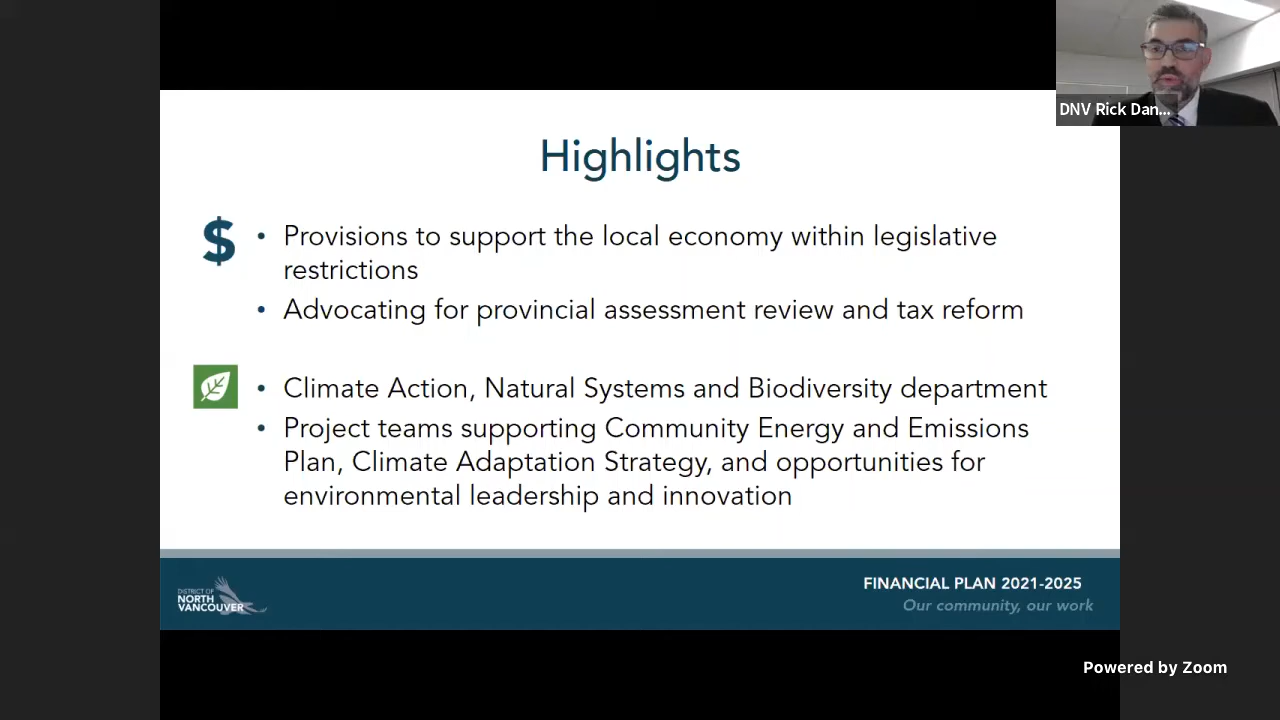 DNV Rick Dan...
Highlights
$
• Provisions to support the local economy within legislative
restrictions
• Advocating for provincial assessment review and tax reform
• Climate Action, Natural Systems and Biodiversity department
• Project teams supporting Community Energy and Emissions
Plan, Climate Adaptation Strategy, and opportunities for
environmental leadership and innovation
DISTRICT OF
NORTH
VANCOUVER
FINANCIAL PLAN 2021-2025
Our community, our work
Powered by Zoom